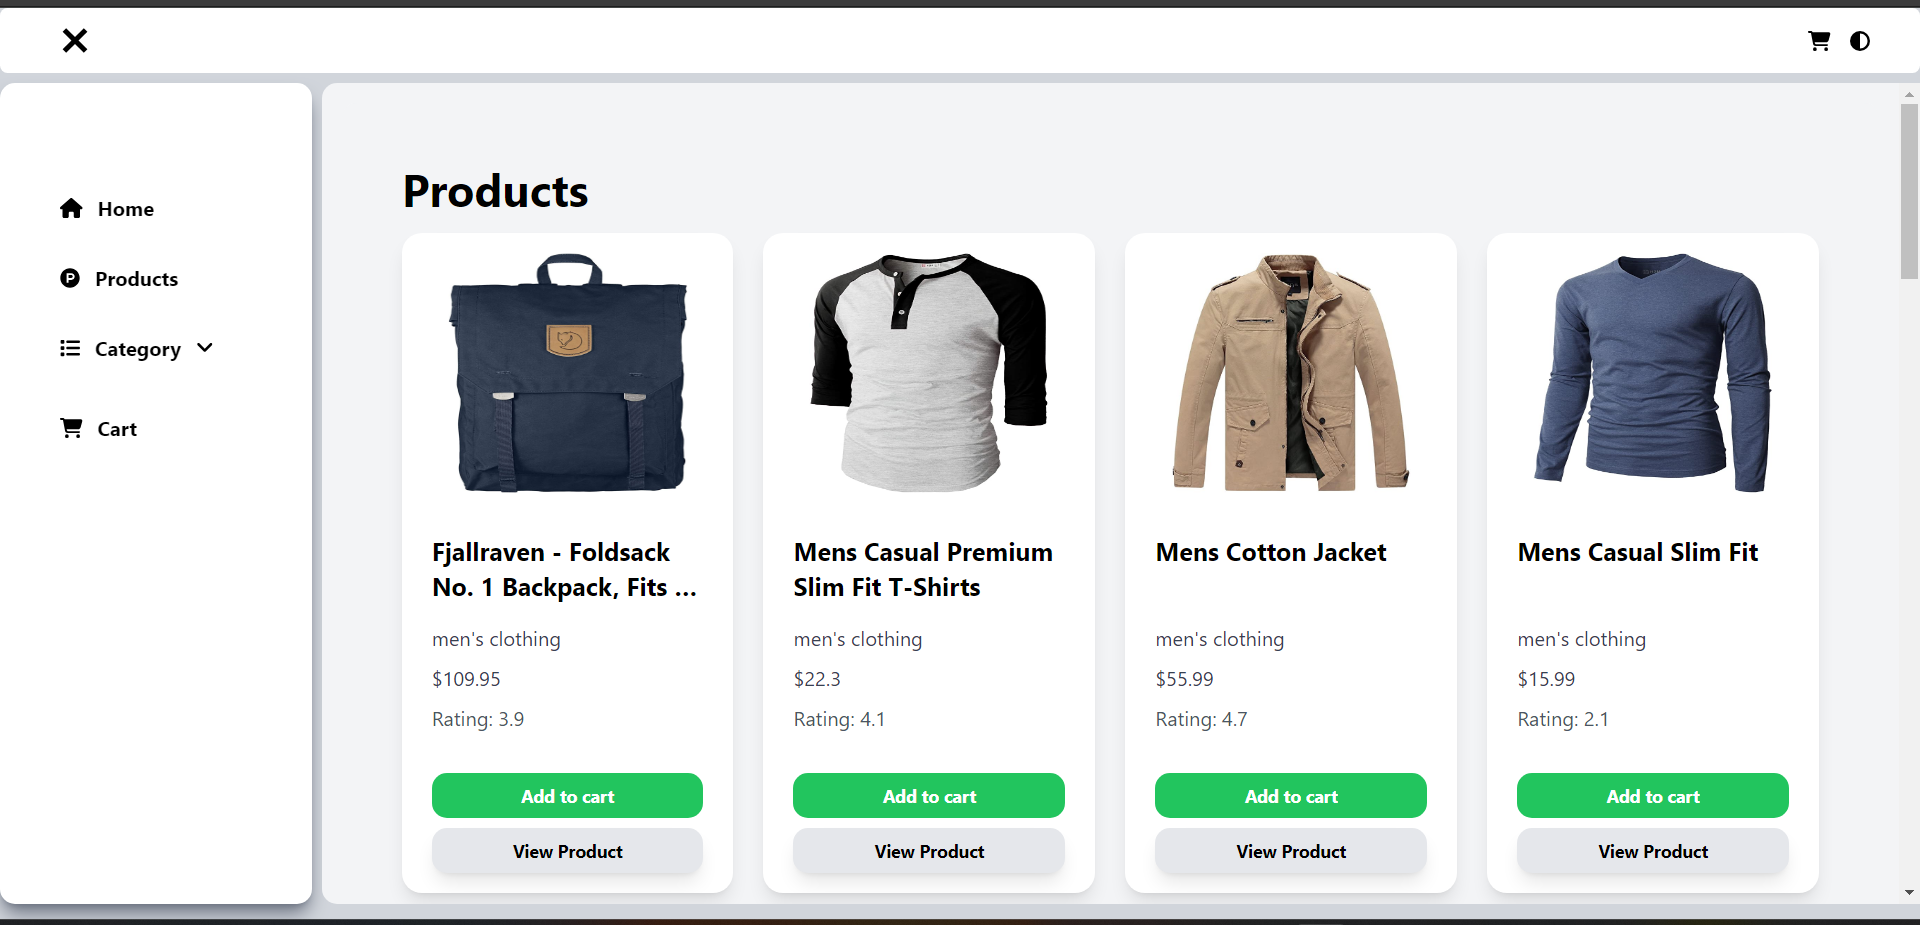 Home
Products
Category
Cart
Products
Fjallraven - Foldsack
No. 1 Backpack, Fits ...
men's clothing
$109.95
Rating: 3.9
Add to cart
View Product
Mens Casual Premium
Slim Fit T-Shirts
men's clothing
$22.3
Rating: 4.1
Add to cart
View Product
Mens Cotton Jacket
men's clothing
$55.99
Rating: 4.7
Add to cart
View Product
Mens Casual Slim Fit
men's clothing
$15.99
Rating: 2.1
Add to cart
View Product